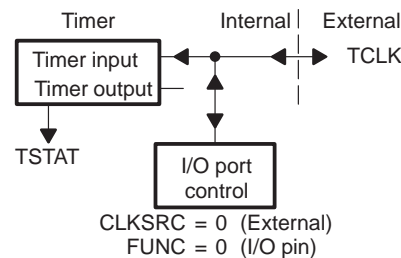 Timer Internal External
Timer input TCLK
Timer output
TSTAT
I/O port
control
CLKSRC = 0 (External)
FUNC = 0 (I/O pin)